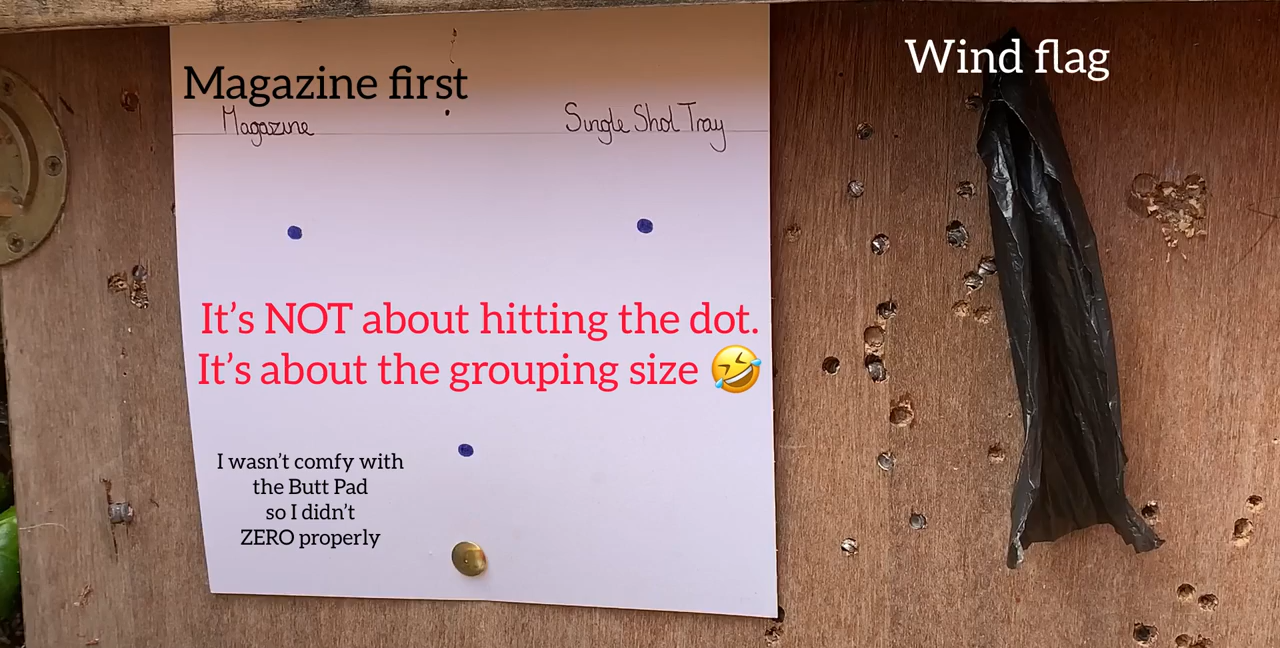 Magazine first
Wind flag
Magazine
Single Shot Tray
It's NOT about hitting the dot.
It's about the grouping size 🤣
I wasn't comfy with
the Butt Pad
so I didn't
ZERO properly